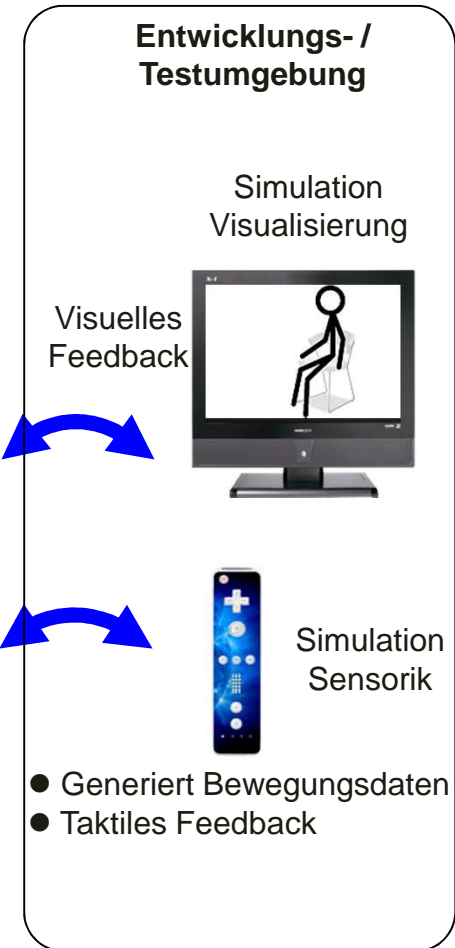 Entwicklungs- /
Testumgebung
Simulation
Visualisierung
Visuelles
Feedback
Simulation
Sensorik
● Generiert Bewegungsdaten
● Taktiles Feedback